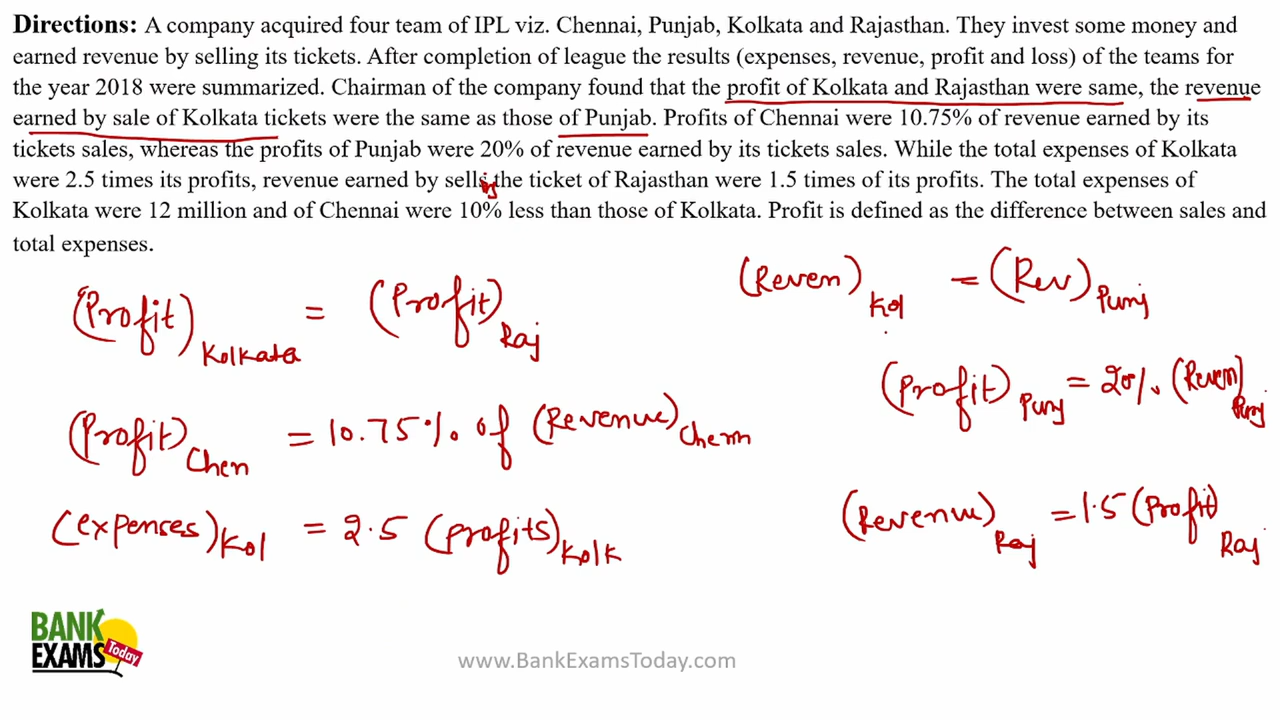 Directions: A company acquired four team of IPL viz. Chennai, Punjab, Kolkata and Rajasthan. They invest some money and
earned revenue by selling its tickets. After completion of league the results (expenses, revenue, profit and loss) of the teams for
the year 2018 were summarized. Chairman of the company found that the profit of Kolkata and Rajasthan were same, the revenue
earned by sale of Kolkata tickets were the same as those of Punjab. Profits of Chennai were 10.75% of revenue earned by its
tickets sales, whereas the profits of Punjab were 20% of revenue earned by its tickets sales. While the total expenses of Kolkata
were 2.5 times its profits, revenue earned by sells the ticket of Rajasthan were 1.5 times of its profits. The total expenses of
ing
Kolkata were 12 million and of Chennai were 10% less than those of Kolkata. Profit is defined as the difference between sales and
total expenses.
(Profit) Kolkata = (Profit) Raj
(Reven) Kol = (Rev) Punj
(Profit) Punj = 20% (Reven) Punj
(Profit) Chen = 10.75% of (Revenue) Chenn
(expenses) Kol = 2.5 (Profits) Kolk
(Revenue) Raj = 1.5 (Profit) Raj
BANK
EXAMS Today
www.BankExamsToday.com